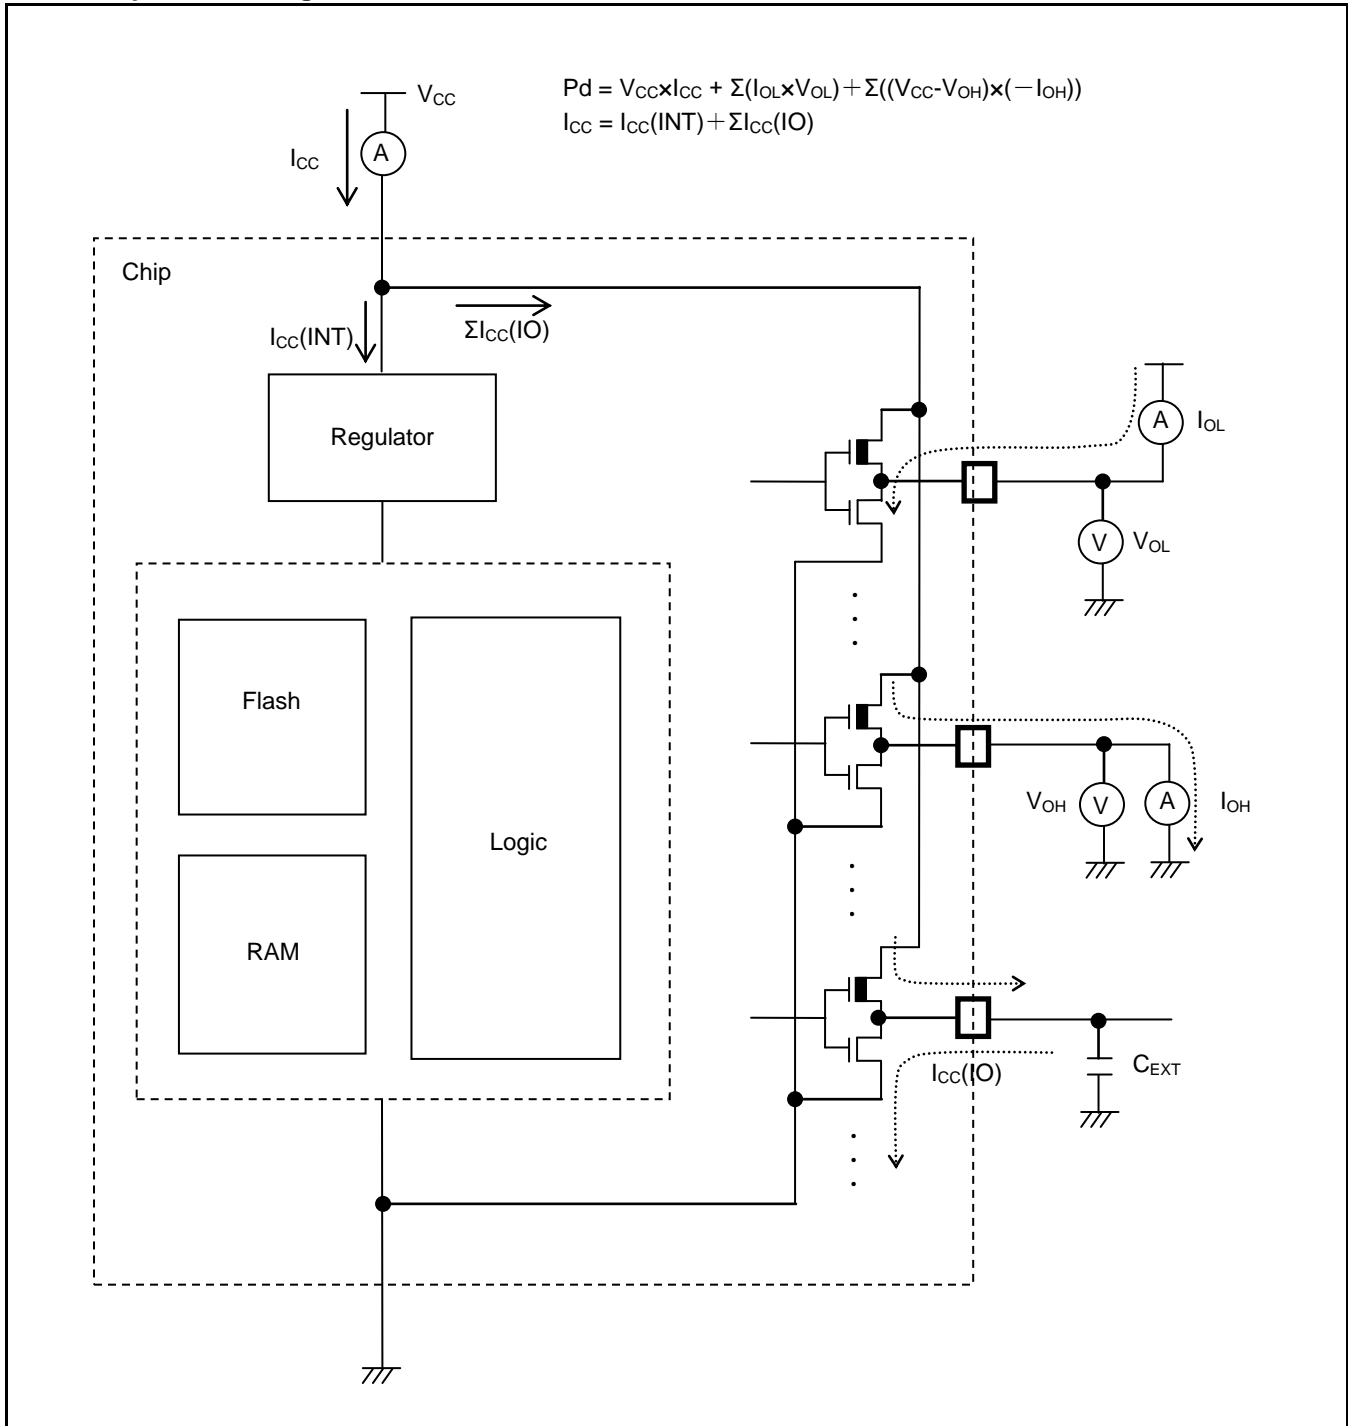 Pd = VCC×ICC + Σ(IOL×VOL)+Σ((VCC-VOH)×(-IOH))
ICC = ICC(INT)+ΣICC(IO)
VCC
A
ICC
Chip
ICC(INT)
ΣICC(IO)
Regulator
A
IOL
V
VOL
Flash
Logic
VOH
V
A
IOH
RAM
ICC(IO)
CEXT